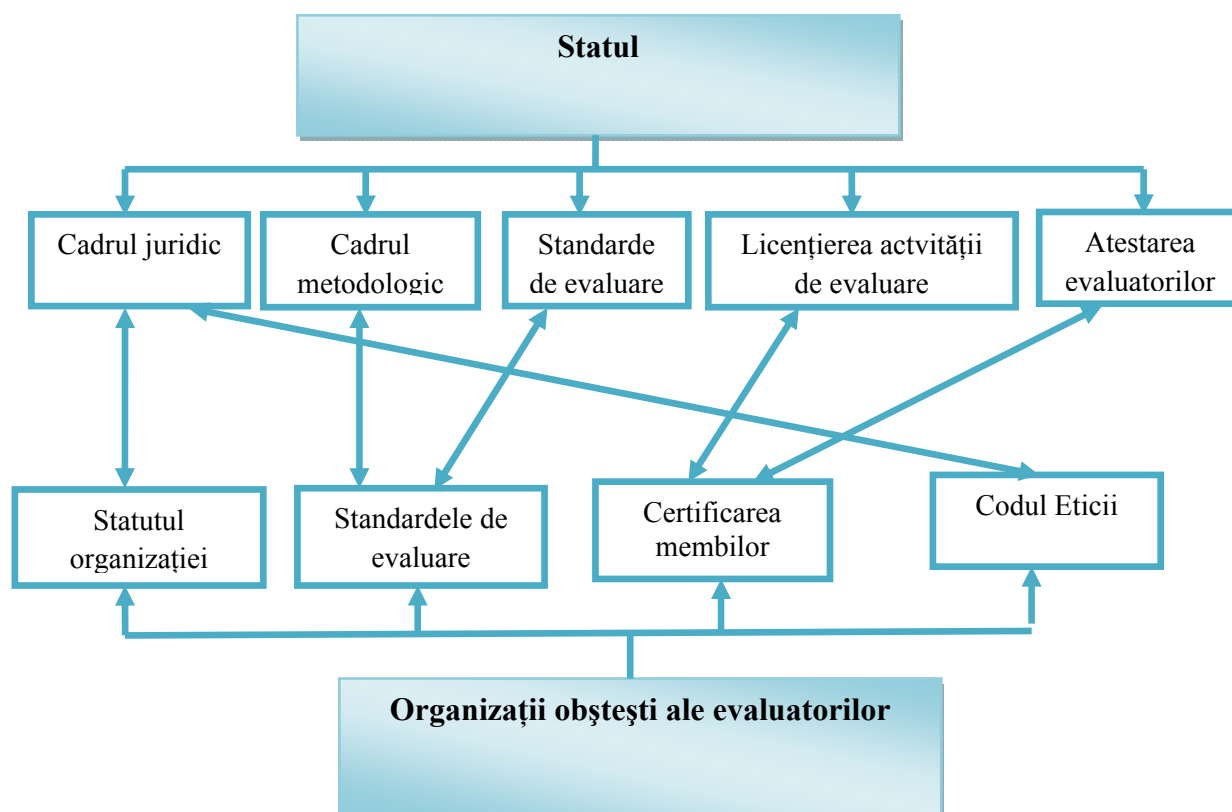 Statul
Cadrul juridic
Cadrul
metodologic
Standarde
de evaluare
Licențierea actvității
de evaluare
Atestarea
evaluatorilor
Statutul
organizației
Standardele de
evaluare
Certificarea
membilor
Codul Eticii
Organizații obşteşti ale evaluatorilor